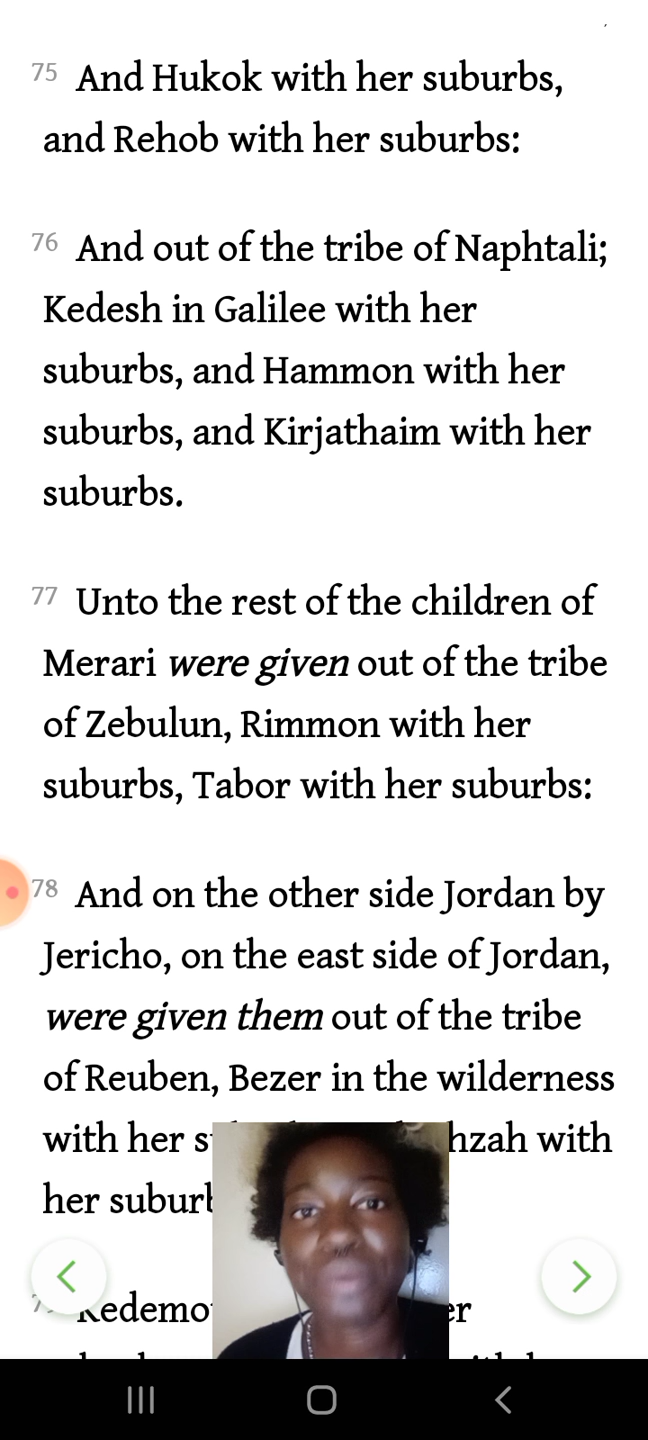 75 And Hukok with her suburbs,
and Rehob with her suburbs:
76 And out of the tribe of Naphtali;
Kedesh in Galilee with her
suburbs, and Hammon with her
suburbs, and Kirjathaim with her
suburbs.
77 Unto the rest of the children of
Merari were given out of the tribe
of Zebulun, Rimmon with her
suburbs, Tabor with her suburbs:
78 And on the other side Jordan by
Jericho, on the east side of Jordan,
were given them out of the tribe
of Reuben, Bezer in the wilderness
with her with
her